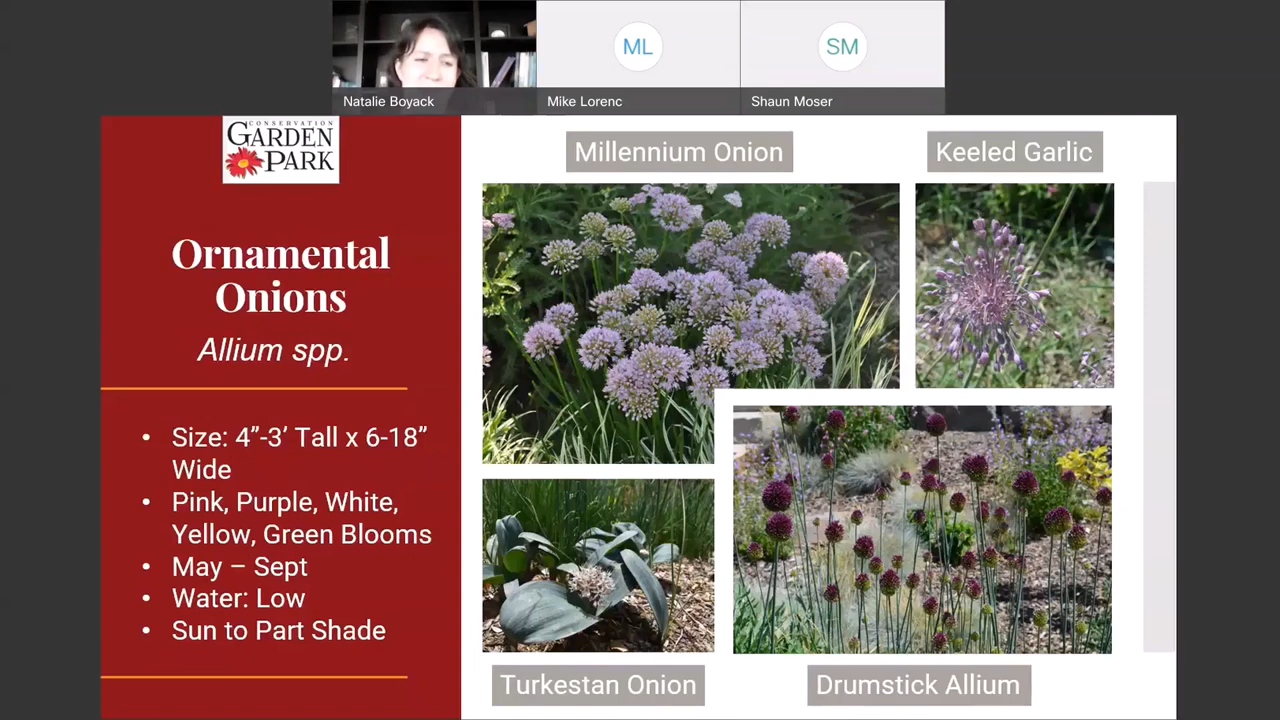 ML
SM
Natalie Boyack
Mike Lorenc
Shaun Moser
CONSERVATION
GARDEN
PARK
Ornamental
Onions
Allium spp.
• Size: 4”-3’ Tall x 6-18”
Wide
• Pink, Purple, White,
Yellow, Green Blooms
• May – Sept
• Water: Low
• Sun to Part Shade
Millennium Onion
Keeled Garlic
Turkestan Onion
Drumstick Allium